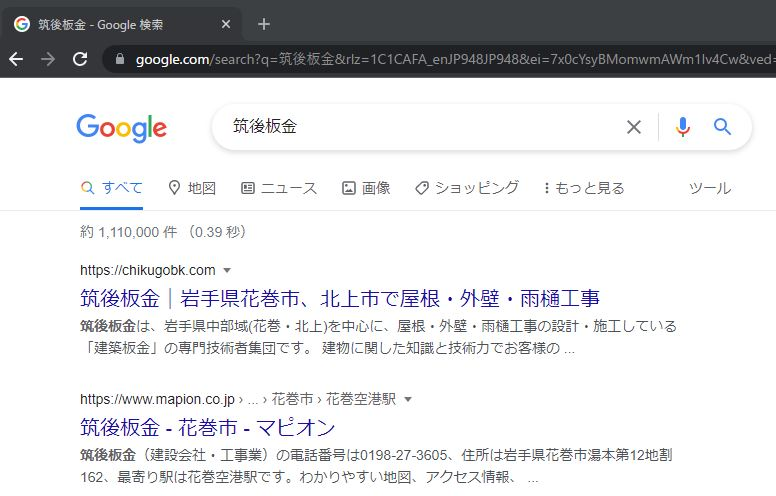 筑後板金 - Google 検索
google.com/search?q=筑後板金&rlz=1C1CAFA_enJP948JP948&ei=7x0cYsyBMomwmAWm1Iv4Cw&ved=
Google
筑後板金
すべて 地図 ニュース 画像 ショッピング もっと見る ツール
約 1,110,000 件 （0.39 秒）
https://chikugobk.com
筑後板金｜岩手県花巻市、北上市で屋根・外壁・雨樋工事
筑後板金は、岩手県中部域(花巻・北上)を中心に、屋根・外壁・雨樋工事の設計・施工している
「建築板金」の専門技術者集団です。 建物に関した知識と技術力でお客様の ...
https://www.mapion.co.jp › ... › 花巻市 › 花巻空港駅
筑後板金 - 花巻市 - マピオン
筑後板金（建設会社・工事業）の電話番号は0198-27-3605、住所は岩手県花巻市湯本第12地割
162、最寄り駅は花巻空港駅です。わかりやすい地図、アクセス情報、 ...